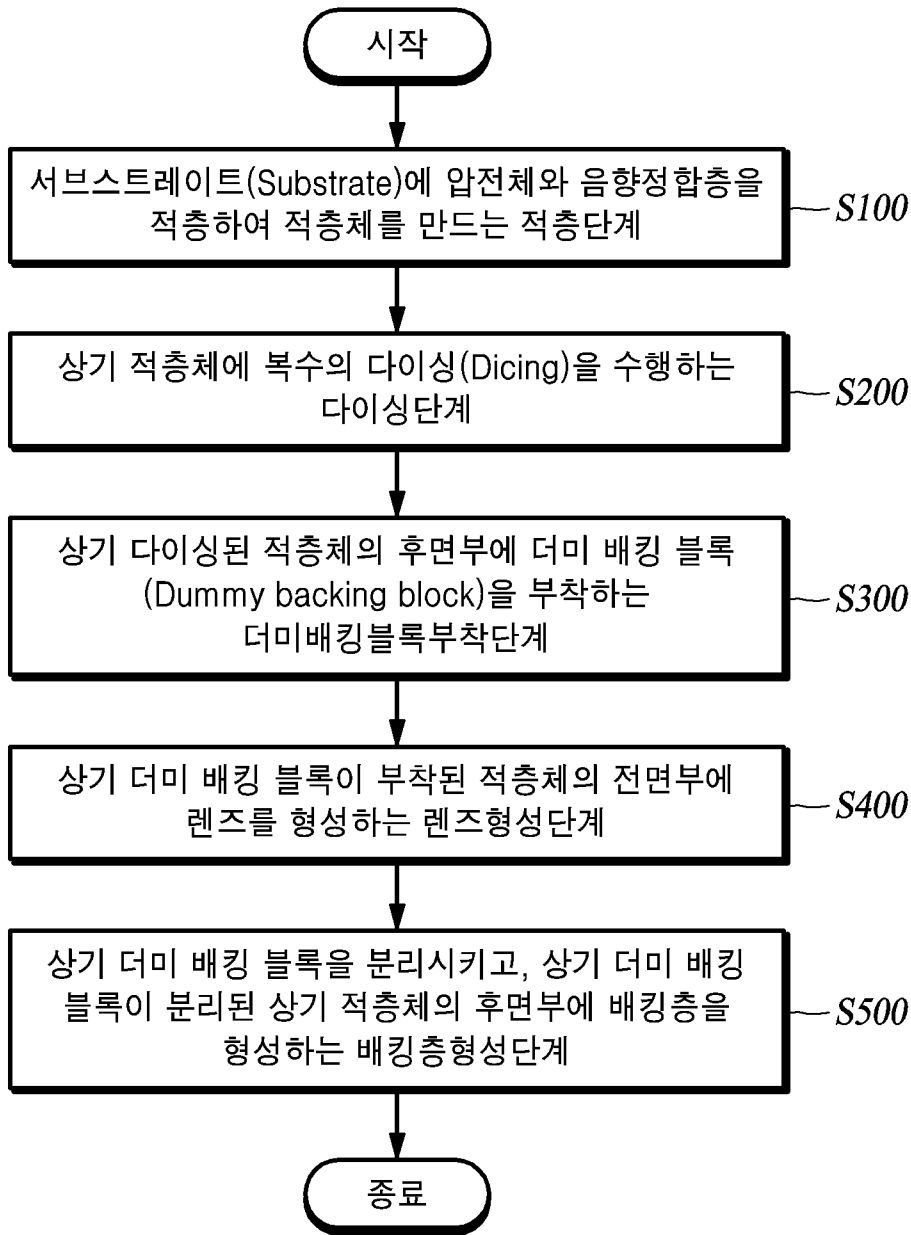 시작
서브스트레이트(Substrate)에 압전체와 음향정합층을
적층하여 적층체를 만드는 적층단계
S100
상기 적층체에 복수의 다이싱(Dicing)을 수행하는
다이싱단계
S200
상기 다이싱된 적층체의 후면부에 더미 배킹 블록
(Dummy backing block)을 부착하는
더미배킹블록부착단계
S300
상기 더미 배킹 블록이 부착된 적층체의 전면부에
렌즈를 형성하는 렌즈형성단계
S400
상기 더미 배킹 블록을 분리시키고, 상기 더미 배킹
블록이 분리된 상기 적층체의 후면부에 배킹층을
형성하는 배킹층형성단계
S500
종료